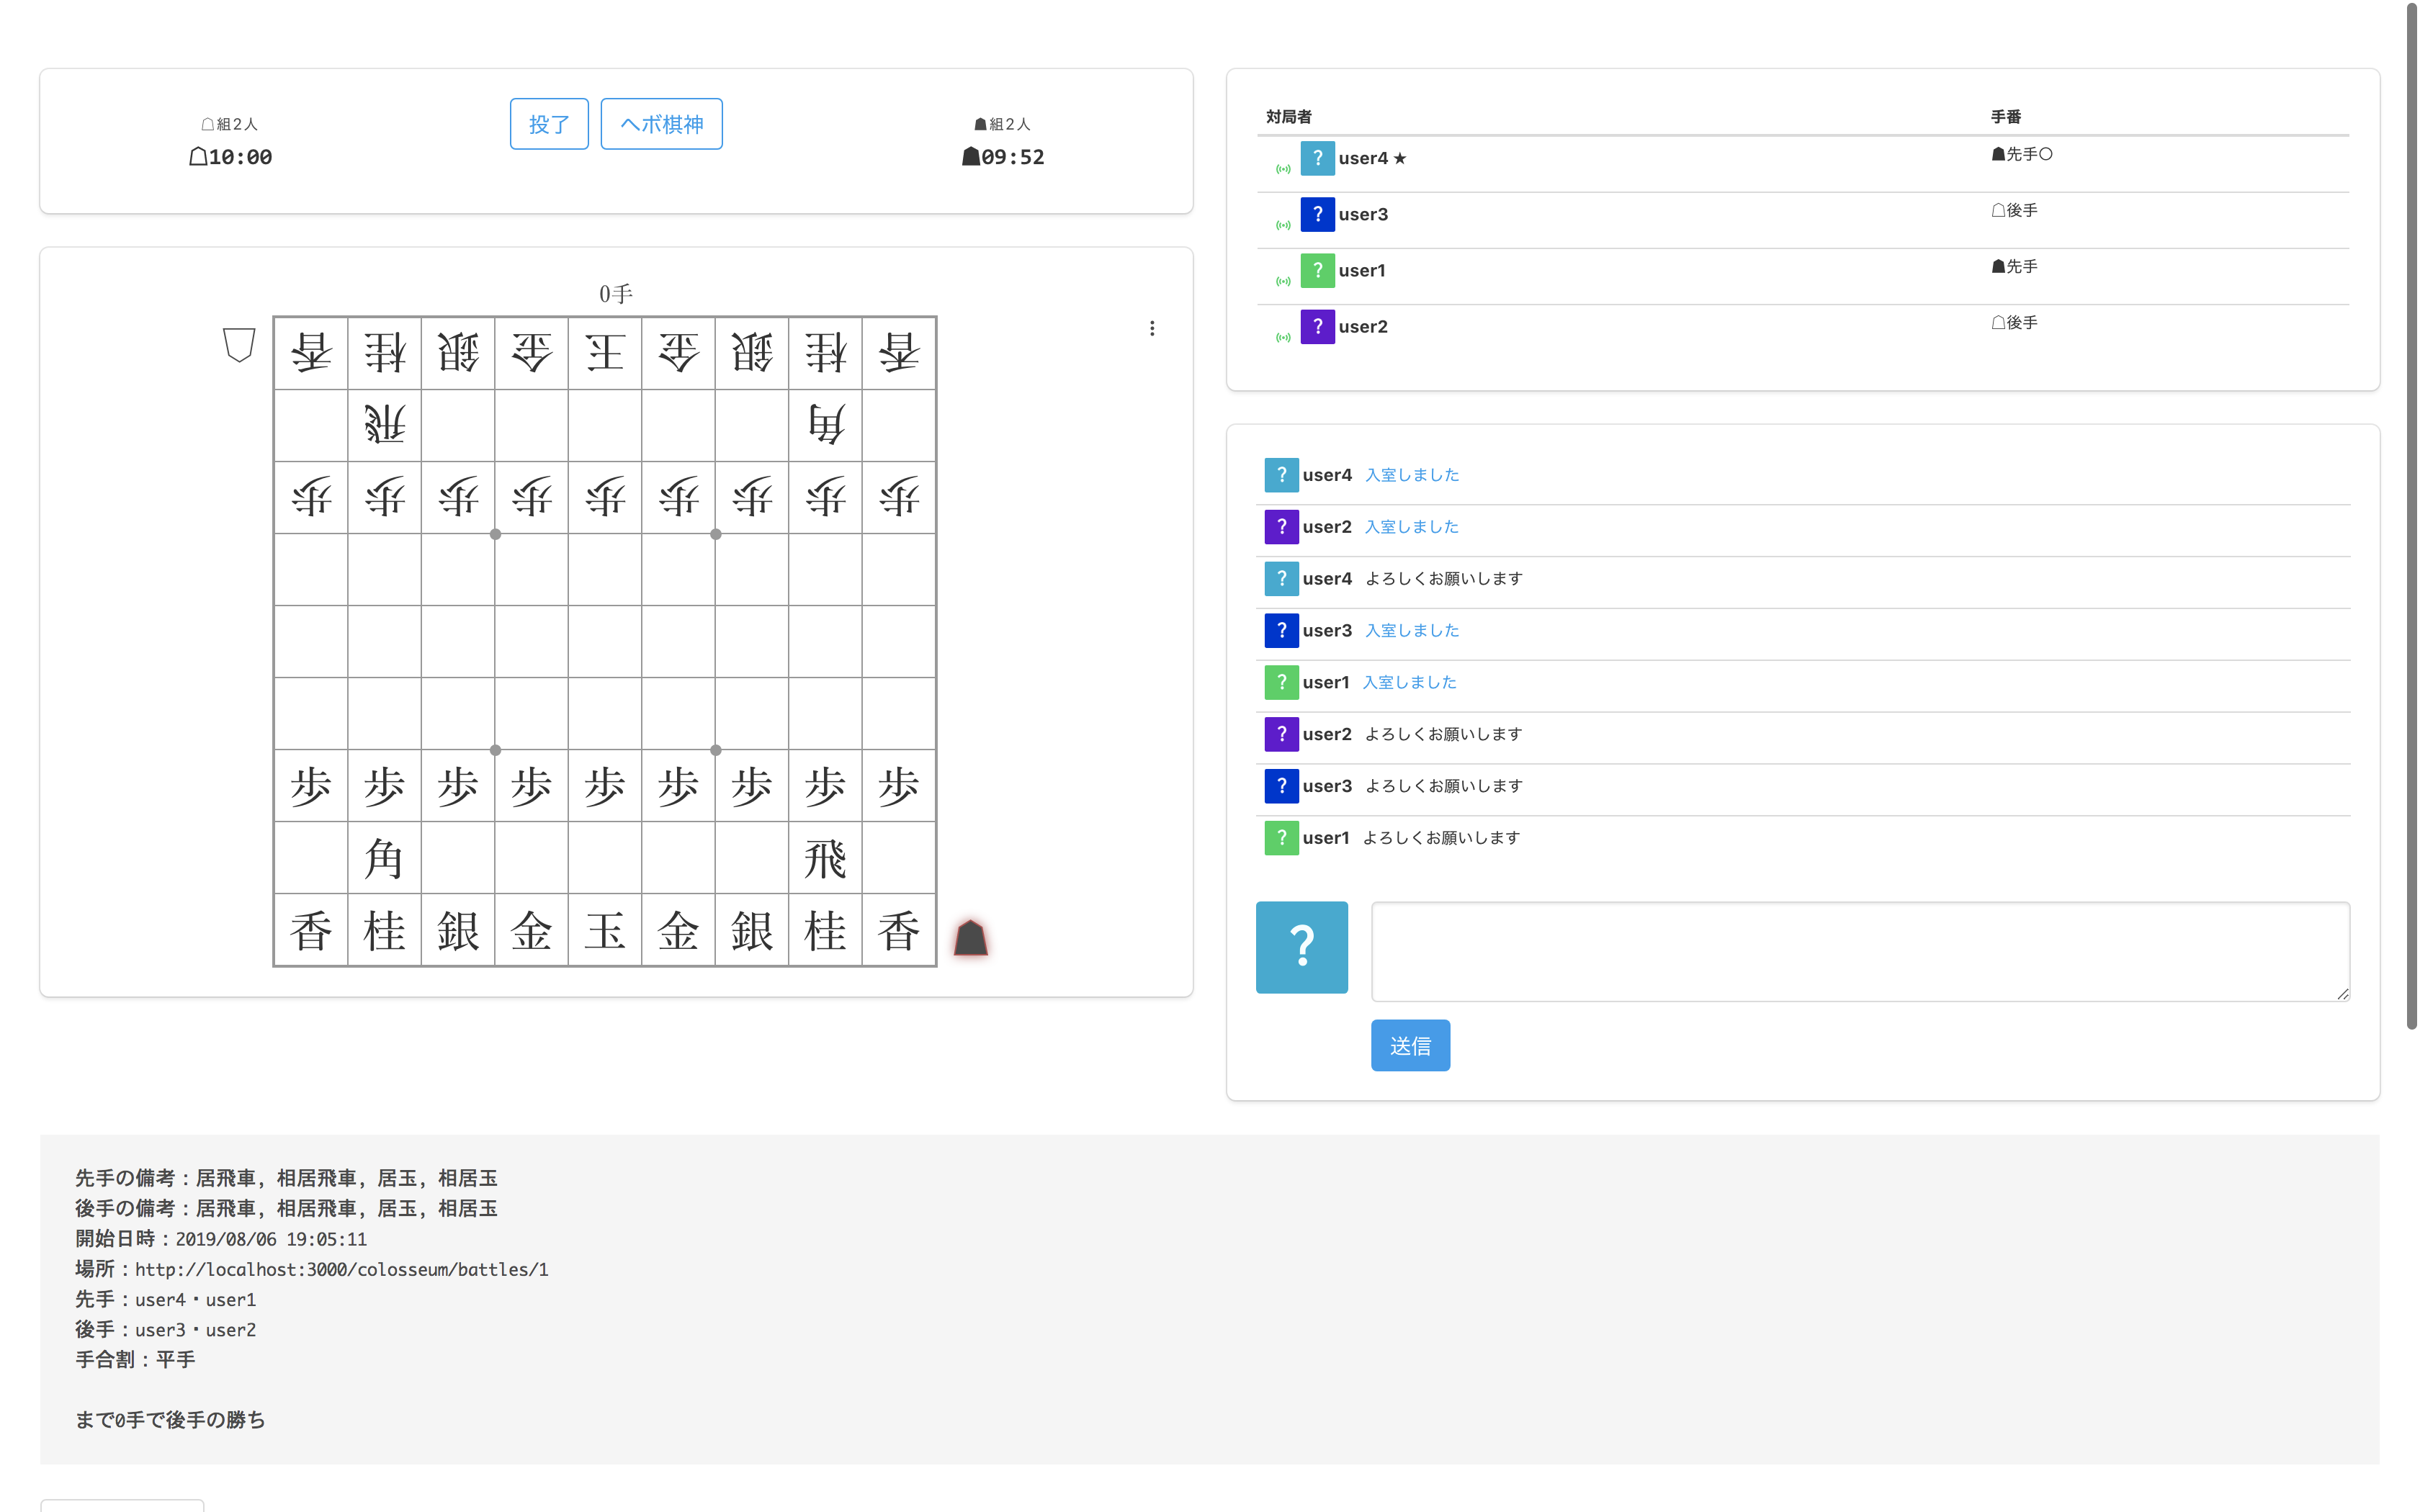 ☖組2人
☖10:00
投了
ヘボ棋神
☗組2人
☗09:52
0手
香桂銀金王金銀桂香
飛角
歩歩歩歩歩歩歩歩歩
歩歩歩歩歩歩歩歩歩
角飛
香桂銀金玉金銀桂香
対局者 手番
? user4 ★ ☗先手○
? user3 ☖後手
? user1 ☗先手
? user2 ☖後手
? user4 入室しました
? user2 入室しました
? user4 よろしくお願いします
? user3 入室しました
? user1 入室しました
? user2 よろしくお願いします
? user3 よろしくお願いします
? user1 よろしくお願いします
?
送信
先手の備考：居飛車, 相居飛車, 居玉, 相居玉
後手の備考：居飛車, 相居飛車, 居玉, 相居玉
開始日時：2019/08/06 19:05:11
場所：http://localhost:3000/colosseum/battles/1
先手：user4・user1
後手：user3・user2
手合割：平手
まで0手で後手の勝ち